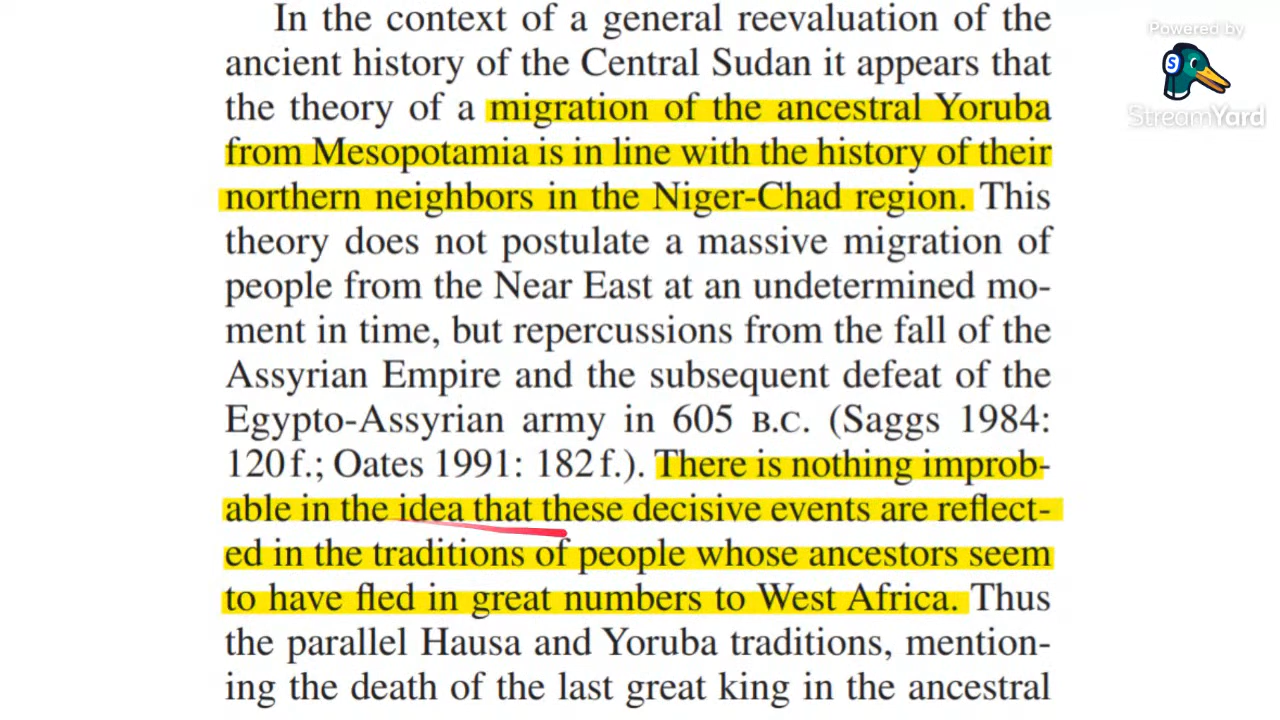 Powered by
StreamYard
In the context of a general reevaluation of the
ancient history of the Central Sudan it appears that
the theory of a migration of the ancestral Yoruba
from Mesopotamia is in line with the history of their
northern neighbors in the Niger-Chad region. This
theory does not postulate a massive migration of
people from the Near East at an undetermined mo-
ment in time, but repercussions from the fall of the
Assyrian Empire and the subsequent defeat of the
Egypto-Assyrian army in 605 B.C. (Saggs 1984:
120 f.; Oates 1991: 182 f.). There is nothing improb-
able in the idea that these decisive events are reflect-
ed in the traditions of people whose ancestors seem
to have fled in great numbers to West Africa. Thus
the parallel Hausa and Yoruba traditions, mention-
ing the death of the last great king in the ancestral